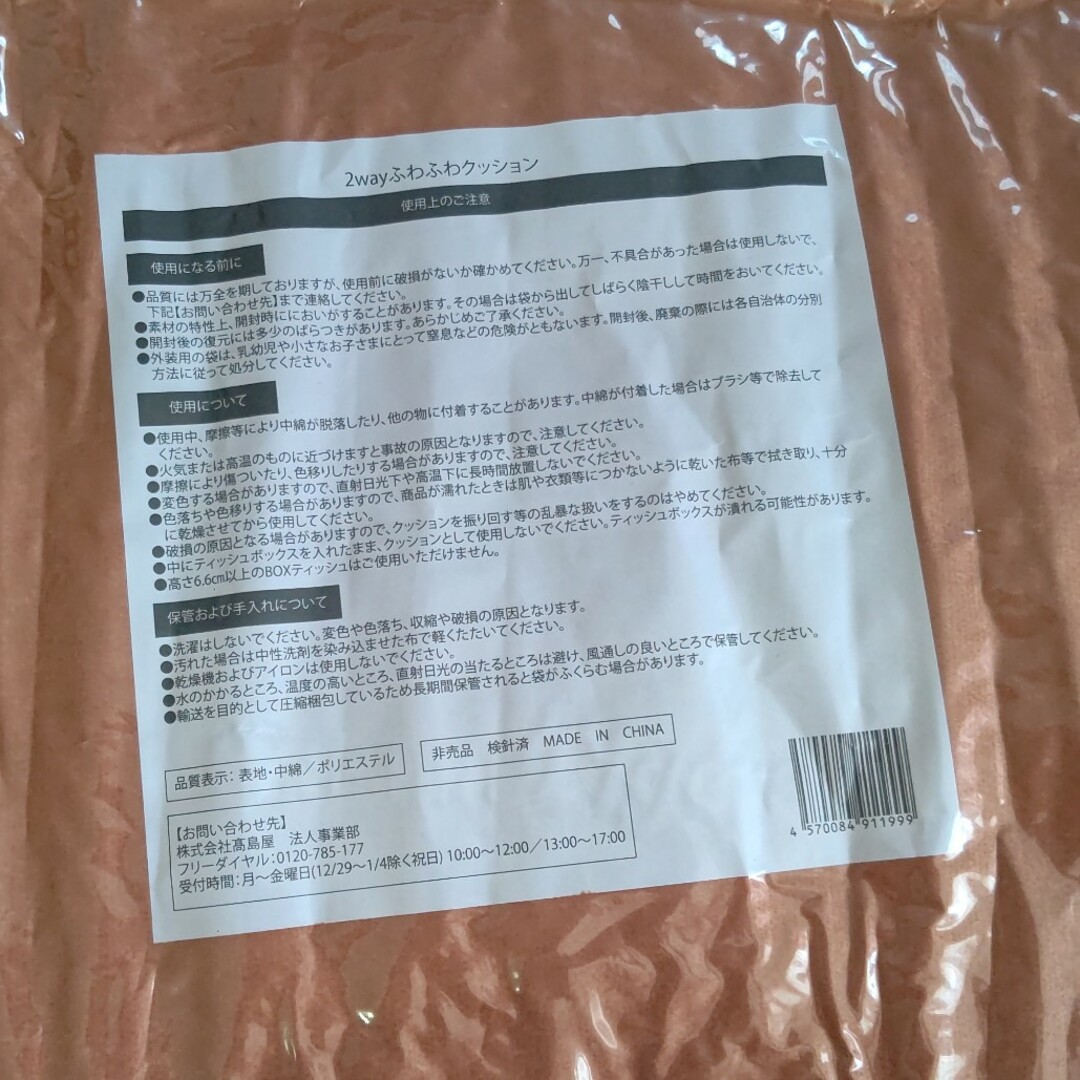 2wayふわふわクッション
使用上のご注意
使用になる前に
●品質には万全を期しておりますが、使用前に破損がないか確かめてください。万一、不具合があった場合は使用しないで、
下記【お問い合わせ先】まで連絡してください。
●素材の特性上、開封時ににおいがすることがあります。その場合は袋から出してしばらく陰干しして時間をおいてください。
●開封後の復元には多少のばらつきがあります。あらかじめご了承ください。
●外装用の袋は、乳幼児や小さなお子さまにとって窒息などの危険がともないます。開封後、廃棄の際には各自治体の分別
方法に従って処分してください。
使用について
●使用中、摩擦等により中綿が脱落したり、他の物に付着することがあります。中綿が付着した場合はブラシ等で除去して
ください。
●火気または高温のものに近づけますと事故の原因となりますので、注意してください。
●摩擦により傷ついたり、色移りしたりする場合がありますので、注意してください。
●変色する場合がありますので、直射日光下や高温下に長時間放置しないでください。
●色落ちや色移りする場合がありますので、商品が濡れたときは肌や衣類等につかないように乾いた布等で拭き取り、十分
に乾燥させてから使用してください。
●破損の原因となる場合がありますので、クッションを振り回す等の乱暴な扱いをするのはやめてください。
●中にティッシュボックスを入れたまま、クッションとして使用しないでください。ティッシュボックスが潰れる可能性があります。
●高さ6.6cm以上のBOXティッシュはご使用いただけません。
保管および手入れについて
●洗濯はしないでください。変色や色落ち、収縮や破損の原因となります。
●汚れた場合は中性洗剤を染み込ませた布で軽くたたいてください。
●乾燥機およびアイロンは使用しないでください。
●水のかかるところ、温度の高いところ、直射日光の当たるところは避け、風通しの良いところで保管してください。
●輸送を目的として圧縮梱包しているため長期間保管されると袋がふくらむ場合があります。
品質表示：表地・中綿／ポリエステル
非売品 検針済 MADE IN CHINA
【お問い合わせ先】
株式会社髙島屋 法人事業部
フリーダイヤル：0120-785-177
受付時間：月～金曜日(12/29～1/4除く祝日) 10:00～12:00／13:00～17:00
4 570084 911999